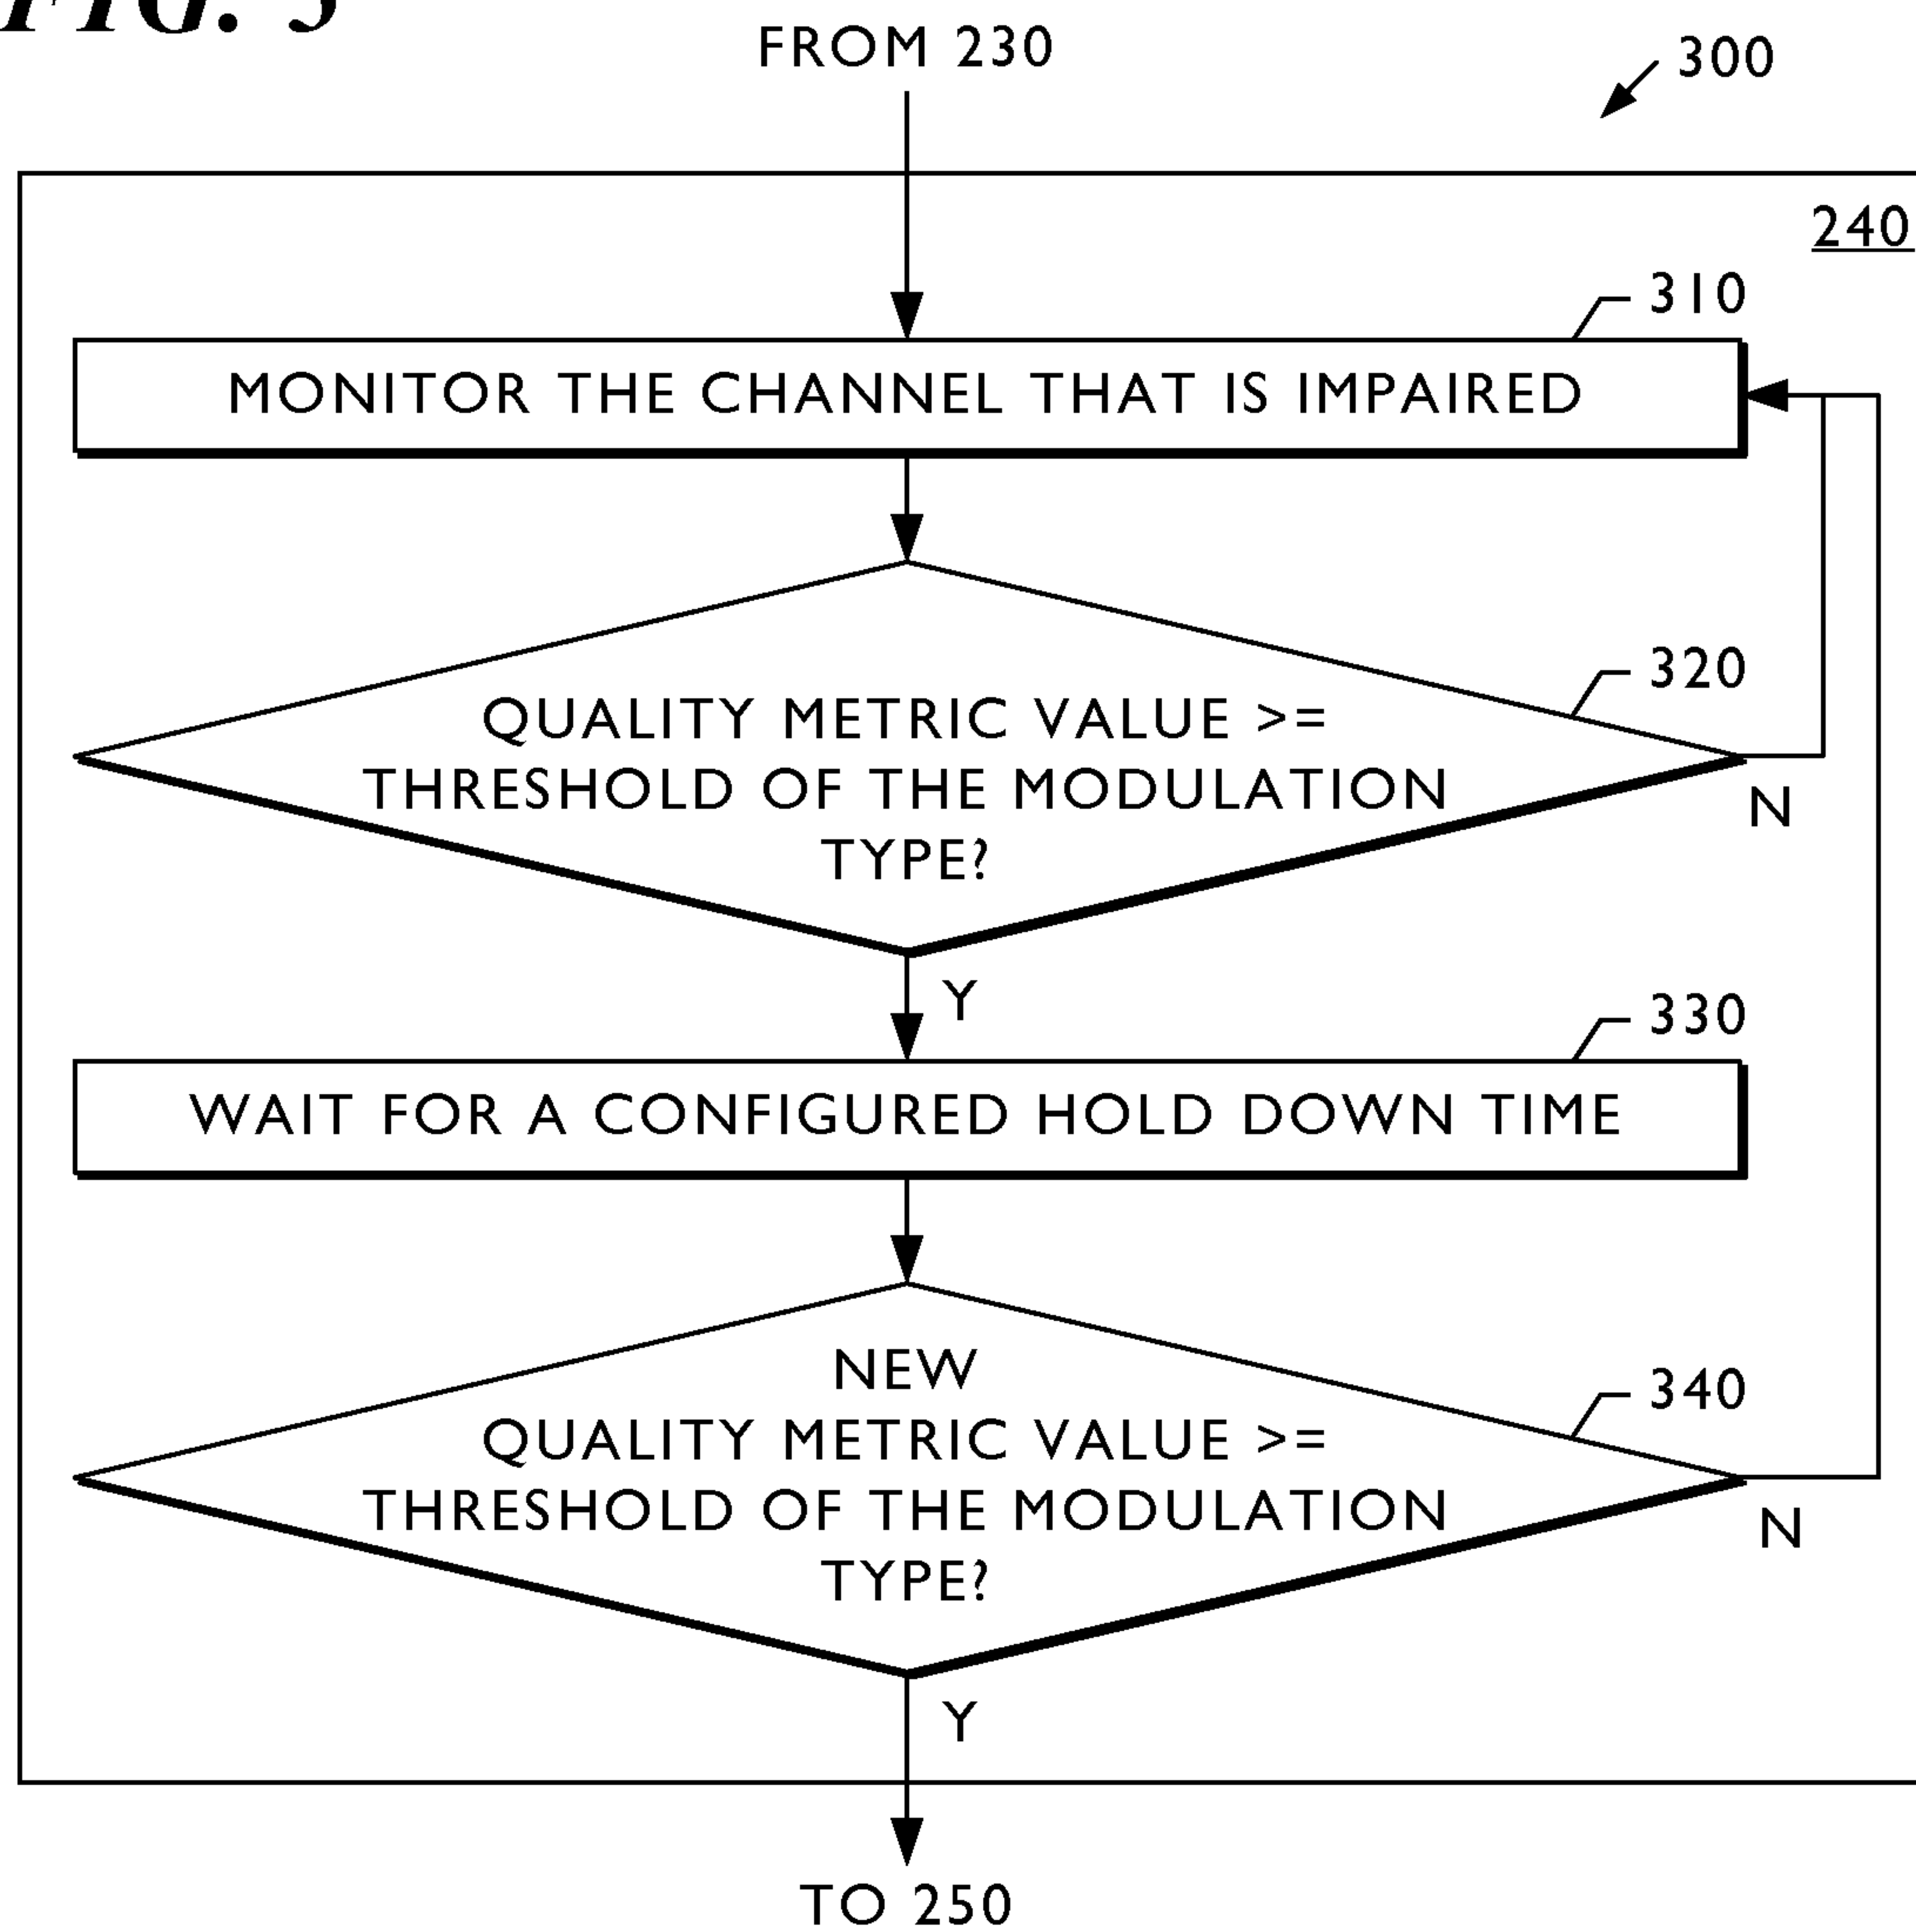 FIG. 3
FROM 230
300
240
310
MONITOR THE CHANNEL THAT IS IMPAIRED
320
QUALITY METRIC VALUE >=
THRESHOLD OF THE MODULATION
TYPE?
N
Y
330
WAIT FOR A CONFIGURED HOLD DOWN TIME
340
NEW
QUALITY METRIC VALUE >=
THRESHOLD OF THE MODULATION
TYPE?
N
Y
TO 250